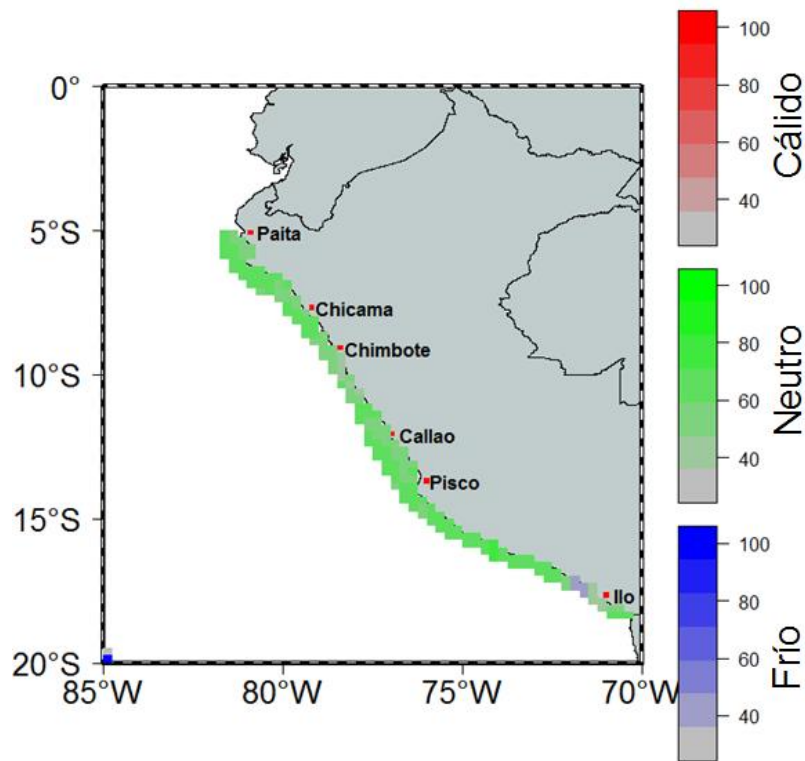 0°
5°S
10°S
15°S
20°S
85°W
80°W
75°W
70°W
Paita
Chicama
Chimbote
Callao
Pisco
Ilo
100
80
60
40
Cálido
100
80
60
40
Neutro
100
80
60
40
Frío